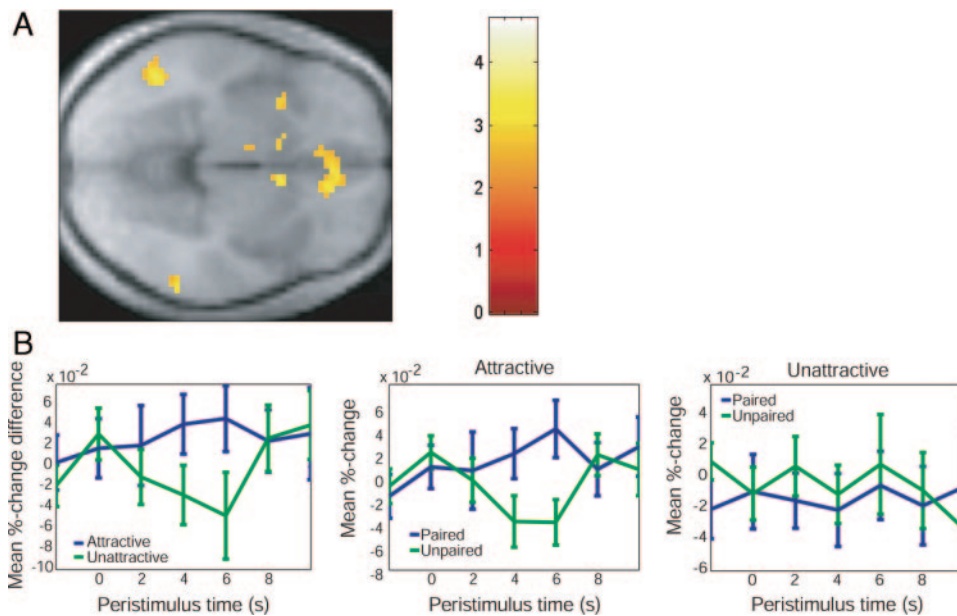 A
4
3
2
1
0
B
x 10⁻²
Mean %-change difference
6
4
2
0
-2
-4
-6
-8
-10
Attractive
Unattractive
0 2 4 6 8
Peristimulus time (s)
Attractive
x 10⁻²
Mean %-change
6
4
2
0
-2
-4
-6
-8
Paired
Unpaired
0 2 4 6 8
Peristimulus time (s)
Unattractive
x 10⁻²
Mean %-change
4
2
0
-2
-4
-6
Paired
Unpaired
0 2 4 6 8
Peristimulus time (s)